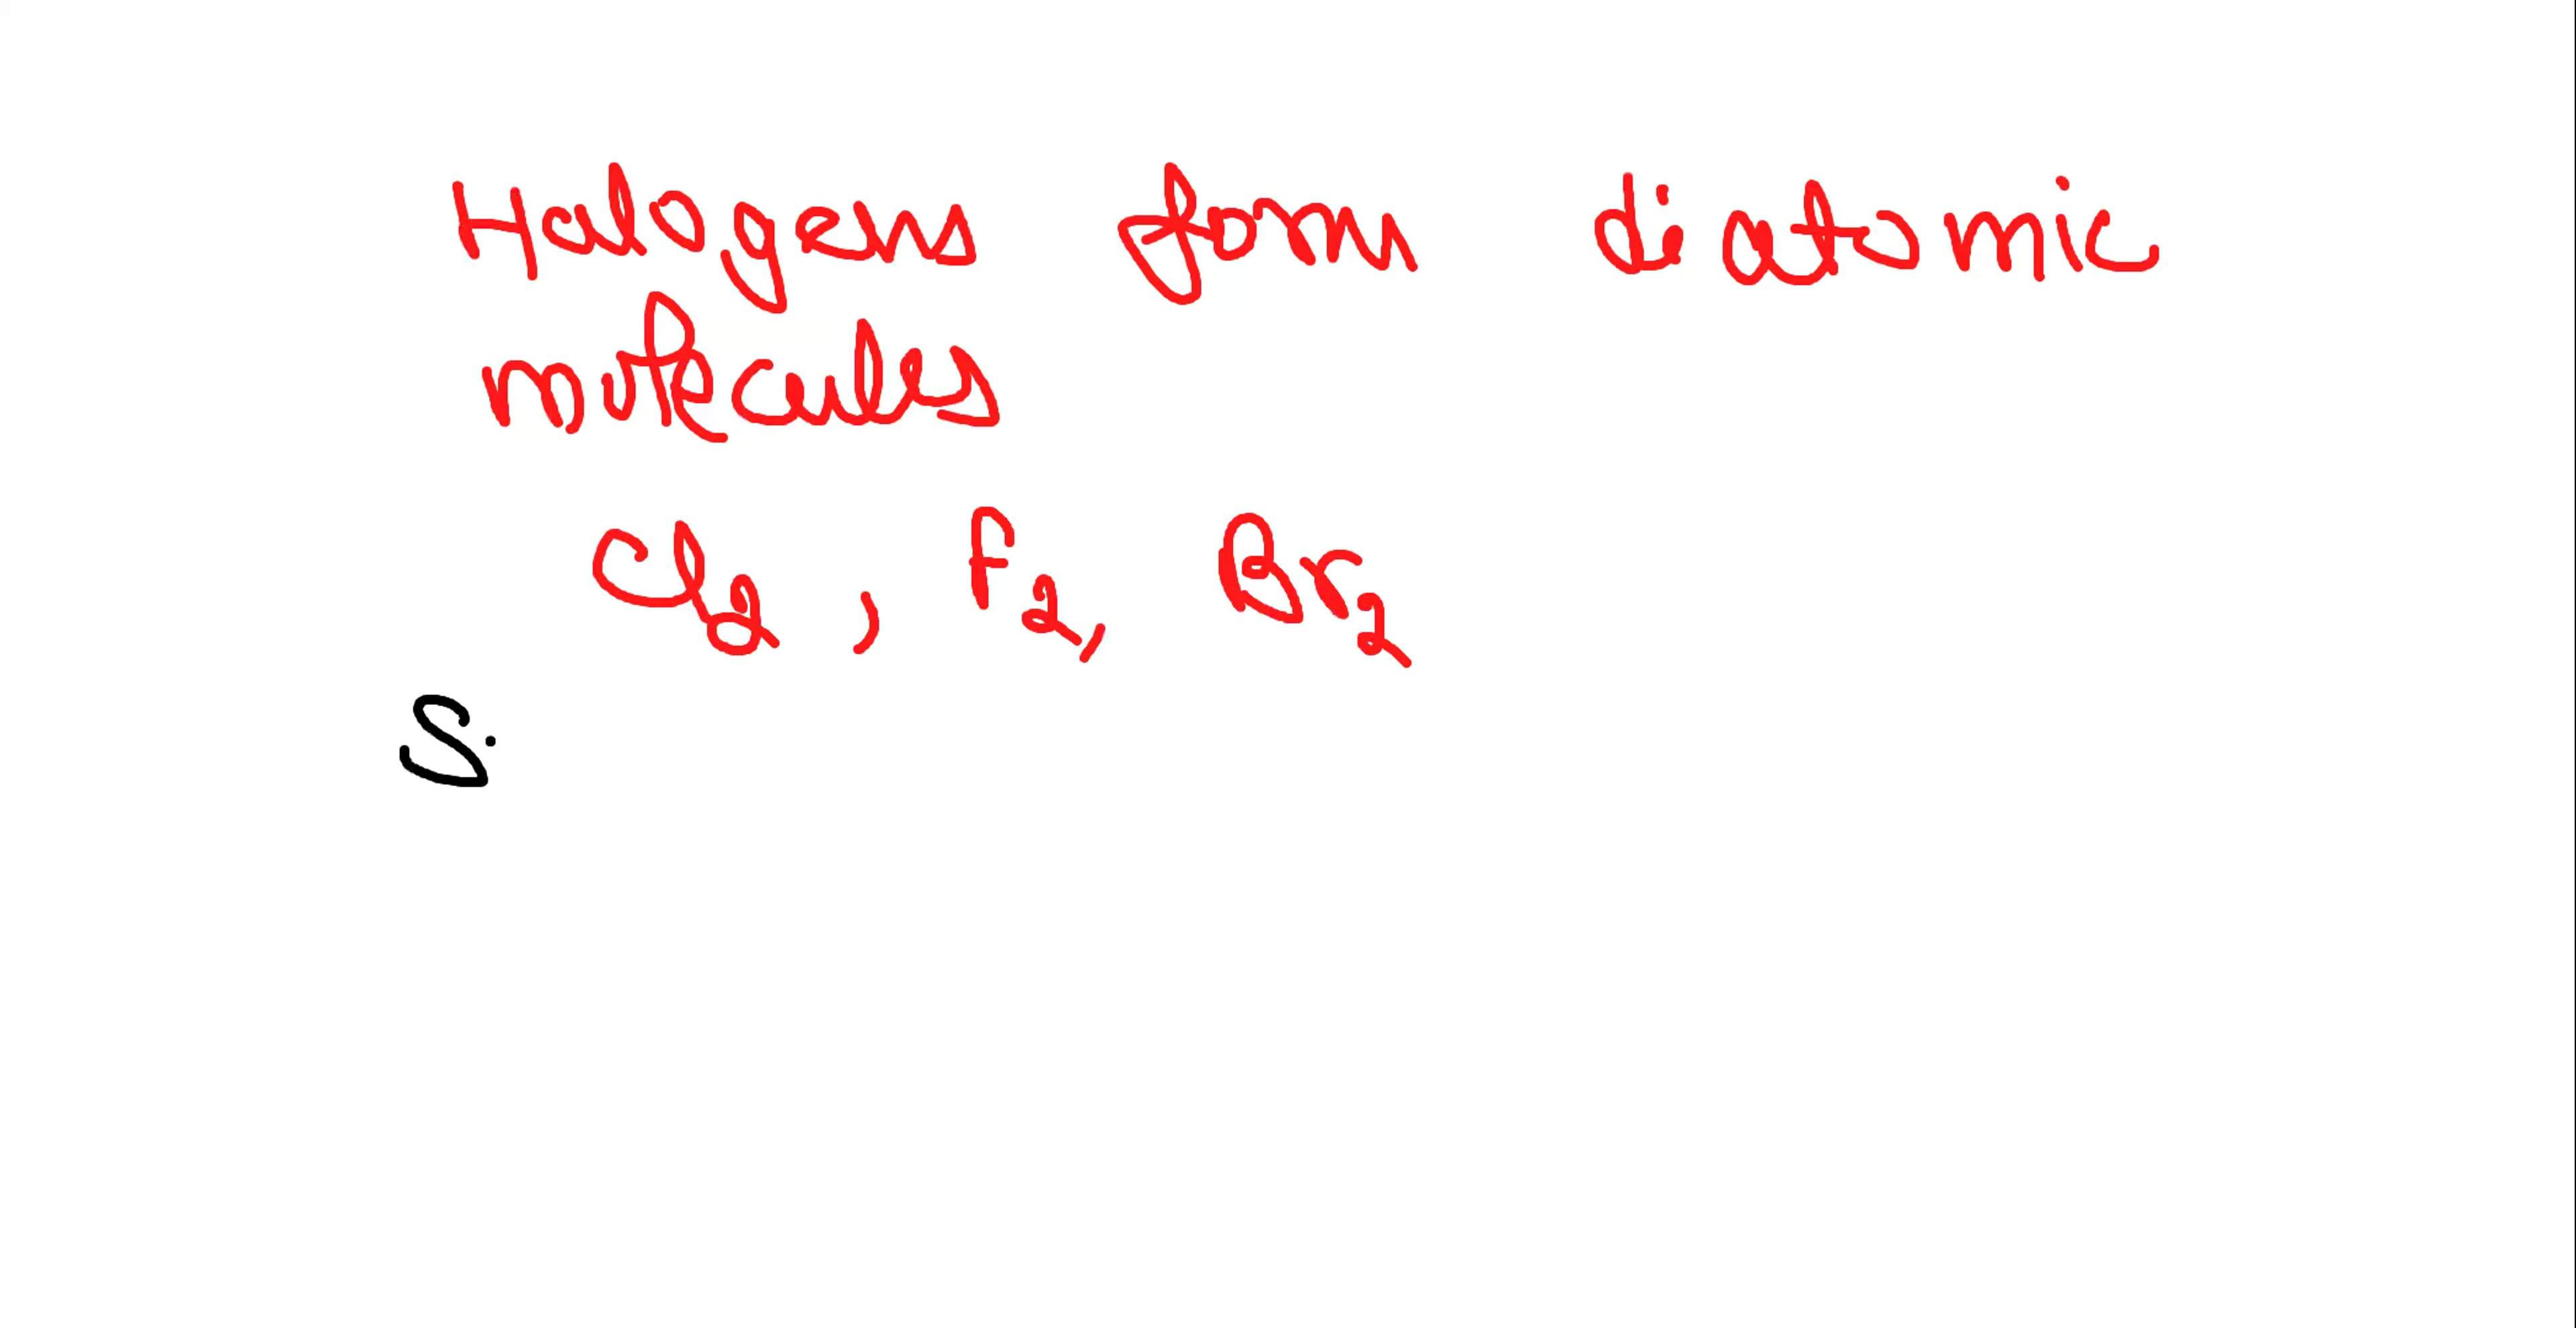 Halogens form diatomic
molecules
Cl₂, F₂, Br₂
S.